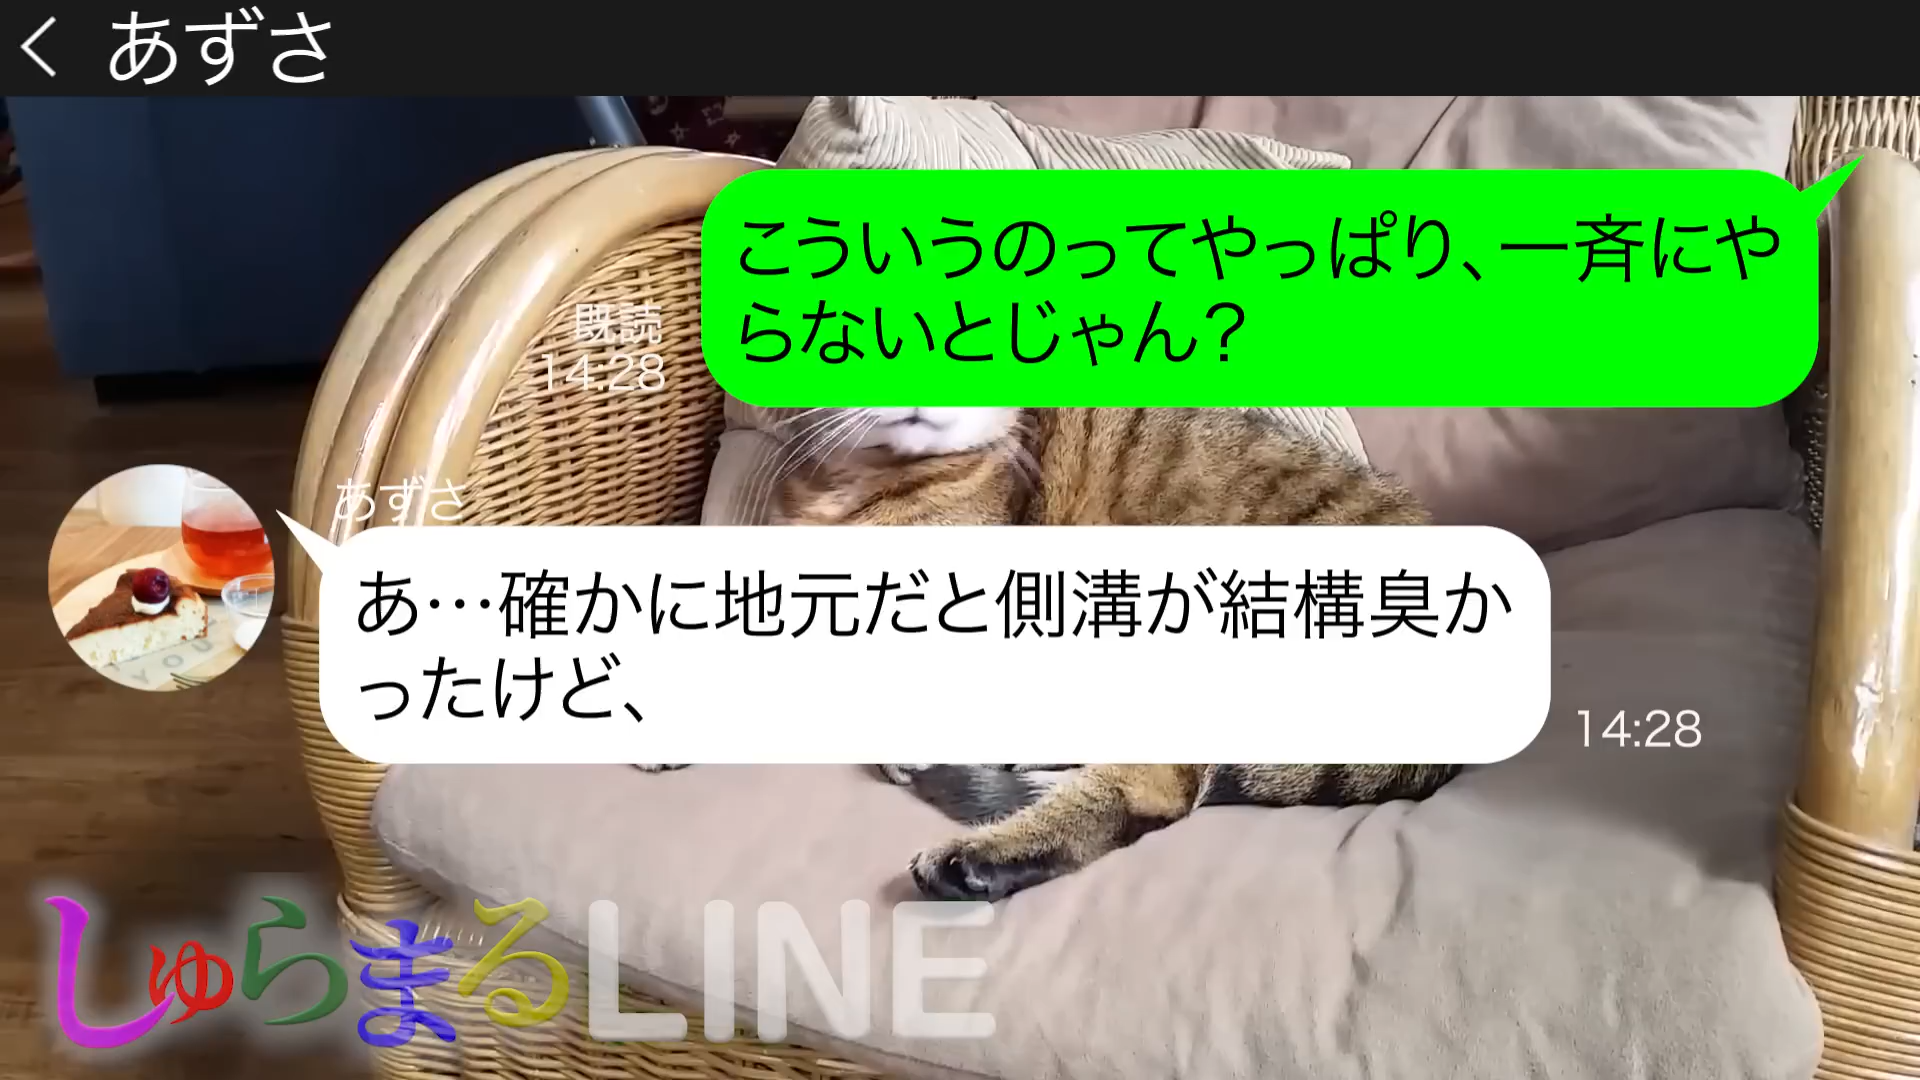 あずさ
こういうのってやっぱり、一斉にや
らないとじゃん？
既読
14:28
あずさ
あ…確かに地元だと側溝が結構臭か
ったけど、
14:28
しゅらまるLINE